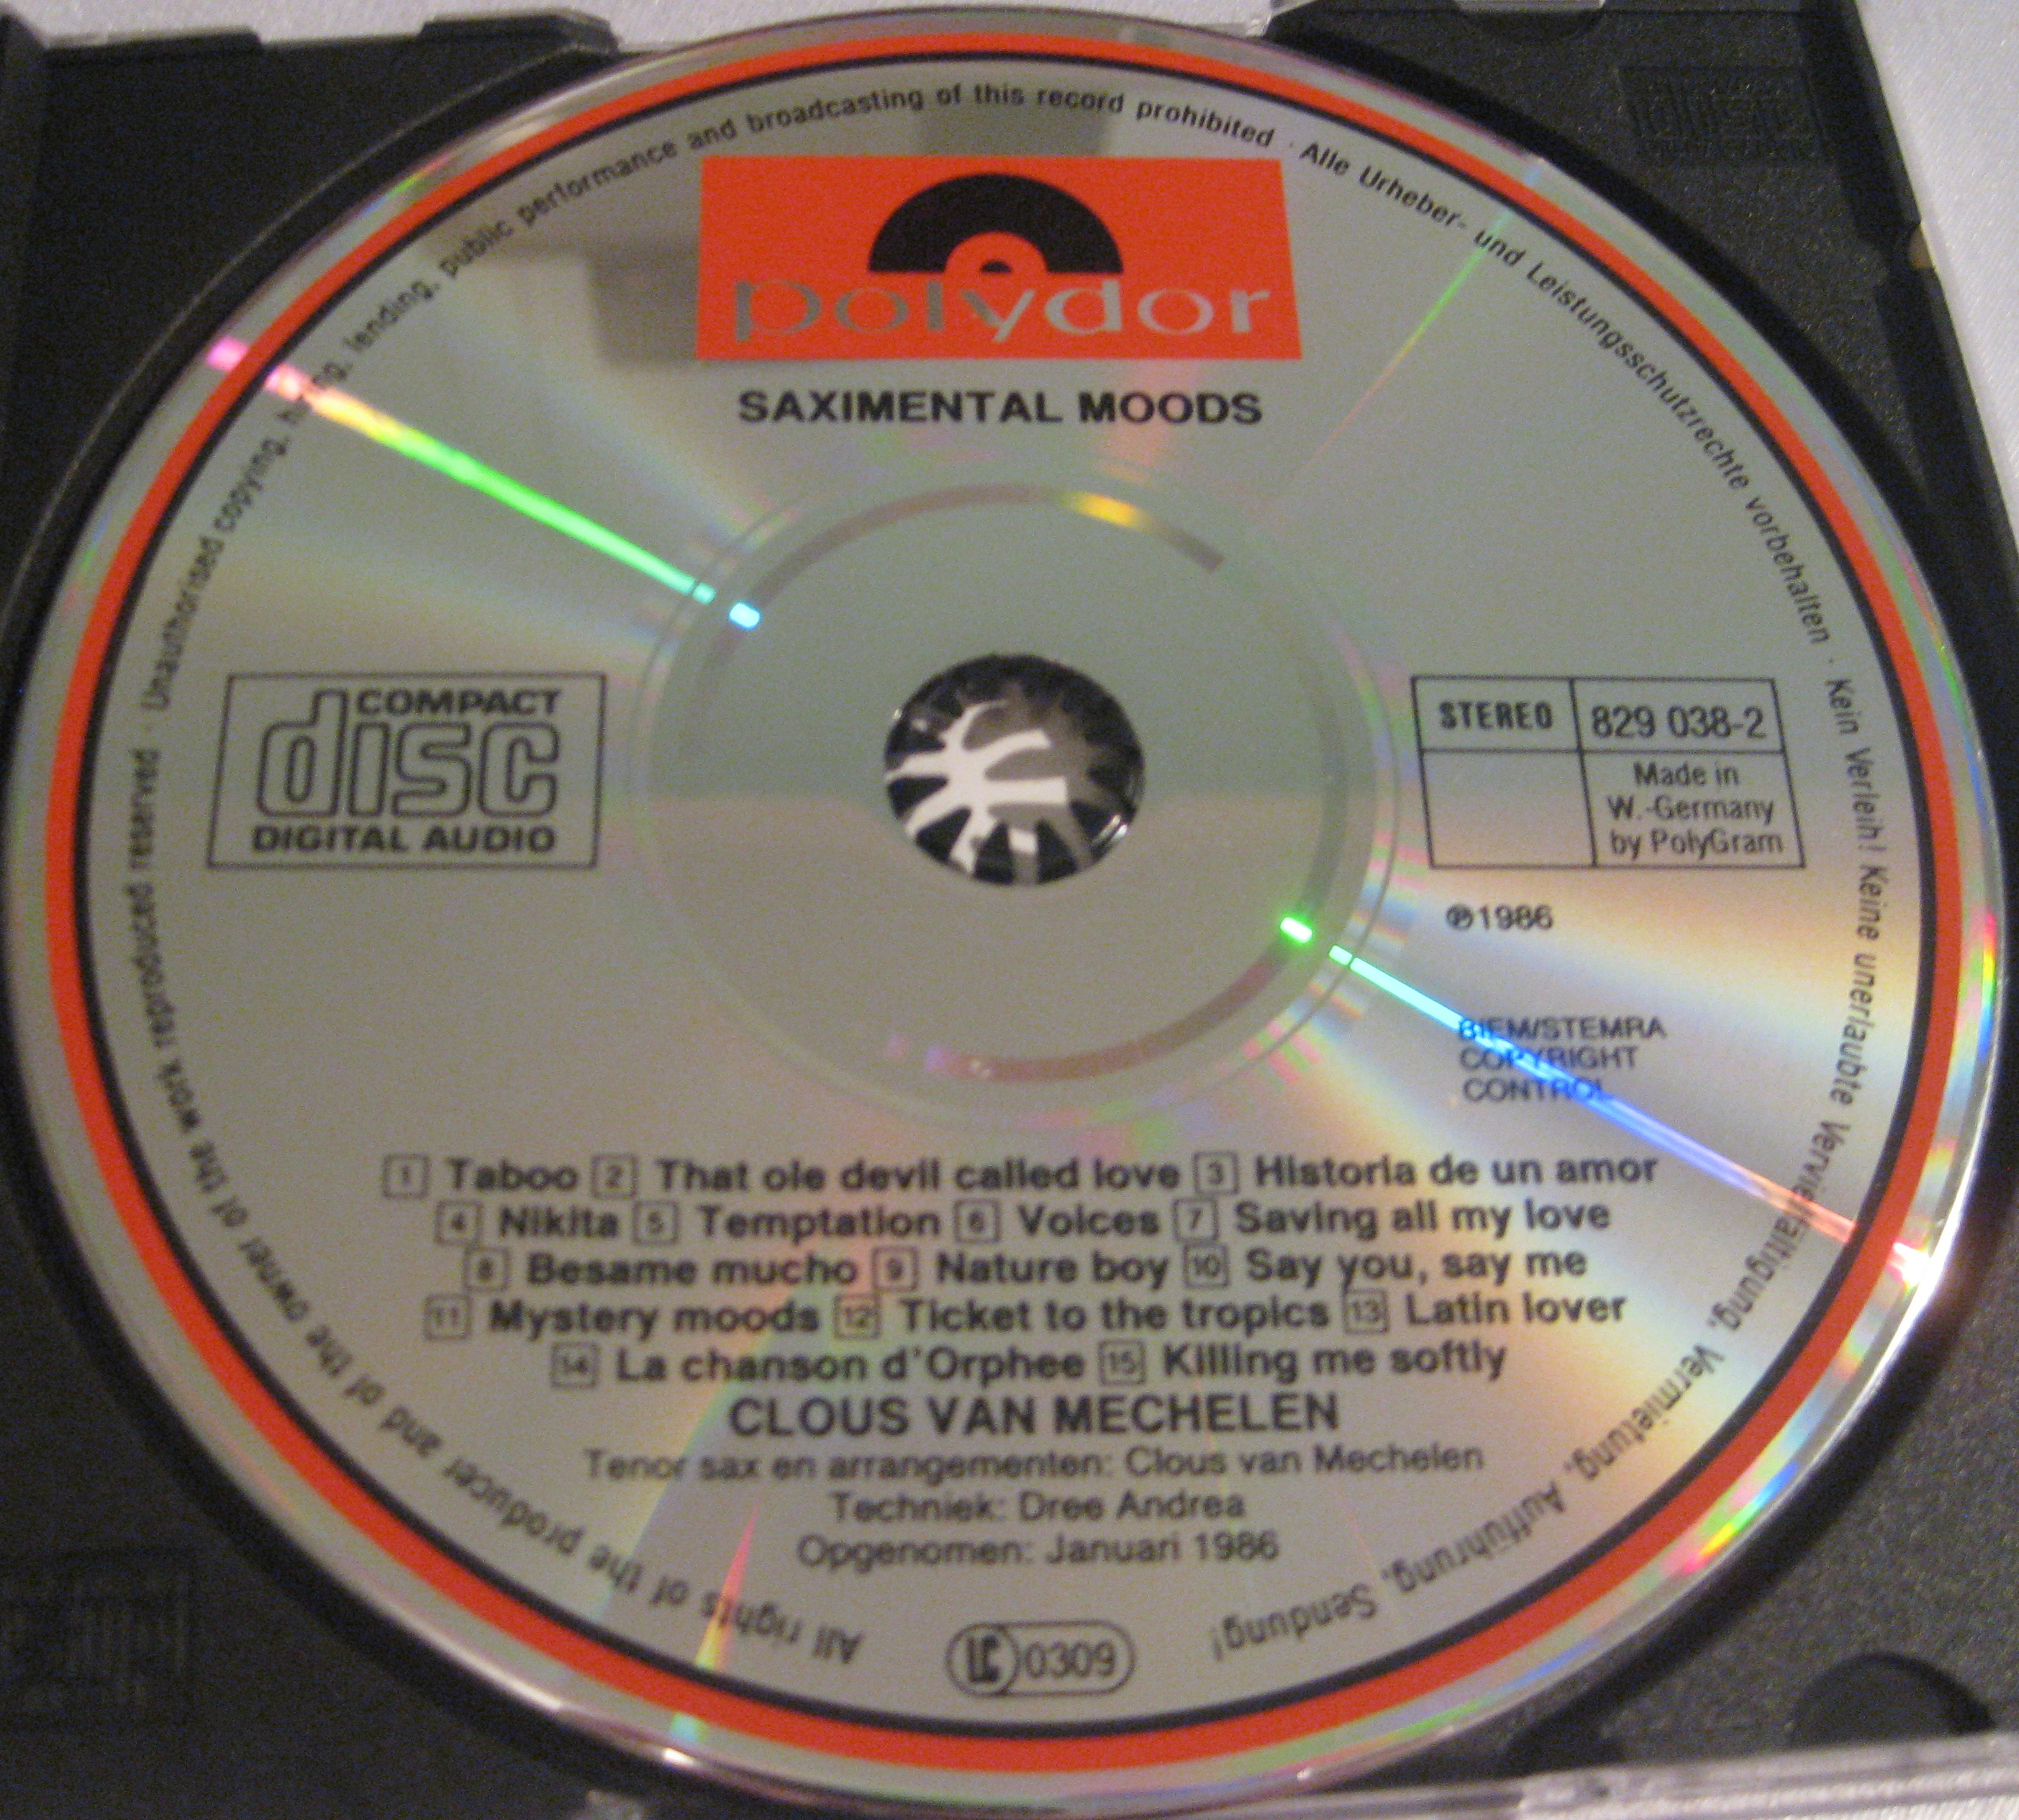 polydor
SAXIMENTAL MOODS
COMPACT
disc
DIGITAL AUDIO
STEREO 829 038-2
Made in
W.-Germany
by PolyGram
℗1986
BIEM/STEMRA
COPYRIGHT
CONTROL
1 Taboo 2 That ole devil called love 3 Historia de un amor
4 Nikita 5 Temptation 6 Voices 7 Saving all my love
8 Besame mucho 9 Nature boy 10 Say you, say me
11 Mystery moods 12 Ticket to the tropics 13 Latin lover
14 La chanson d'Orphee 15 Killing me softly
CLOUS VAN MECHELEN
Tenor sax en arrangementen: Clous van Mechelen
Techniek: Dree Andrea
Opgenomen: Januari 1986
LC 0309
All rights of the producer and of the owner of the work reproduced reserved · Unauthorised copying, lending, public performance and broadcasting of this record prohibited · Alle Urheber- und Leistungsschutzrechte vorbehalten · Kein Verleih! Keine unerlaubte Vervielfältigung, Vermietung, Aufführung, Sendung!